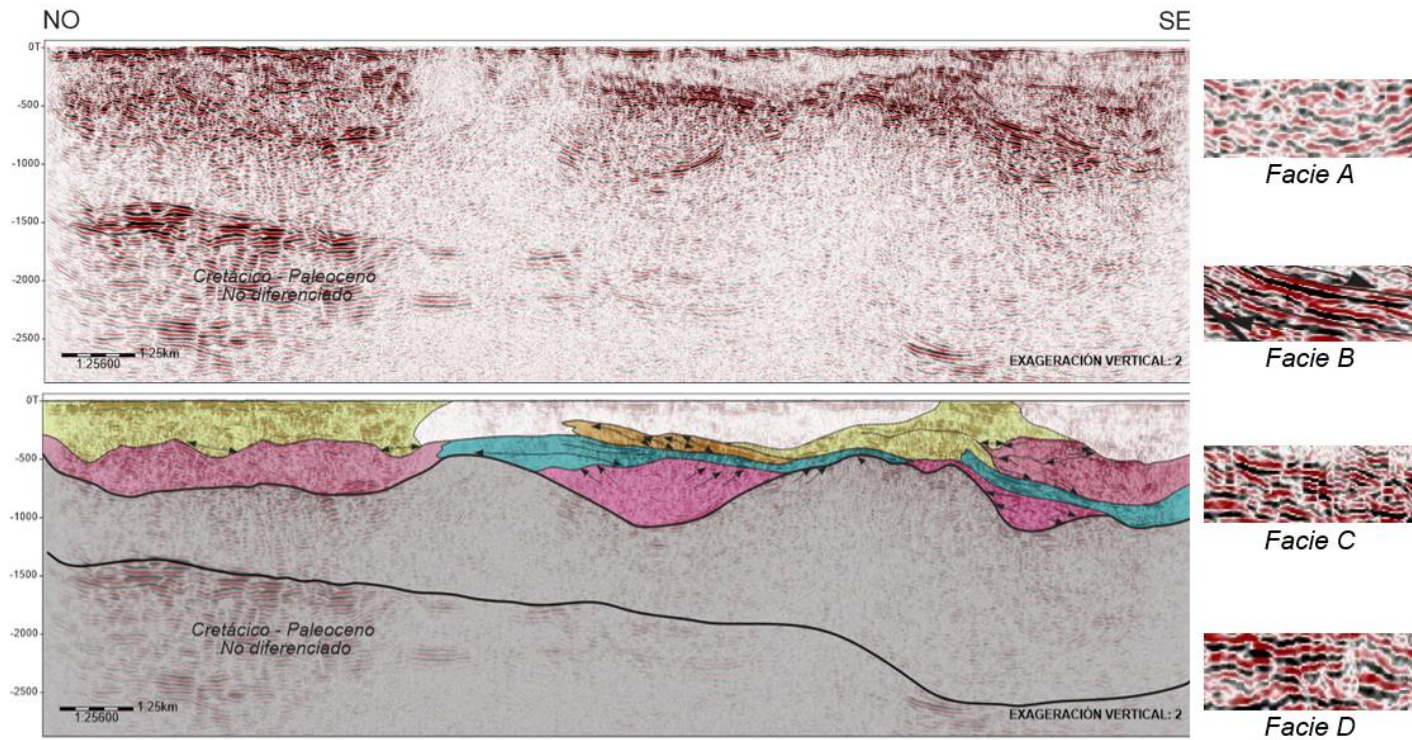 NO
SE
0T
-500
-1000
-1500
-2000
-2500
Cretácico - Paleoceno
No diferenciado
1.25km
1:25600
EXAGERACIÓN VERTICAL: 2
0T
-500
-1000
-1500
-2000
-2500
Cretácico - Paleoceno
No diferenciado
1.25km
1:25600
EXAGERACIÓN VERTICAL: 2
Facie A
Facie B
Facie C
Facie D